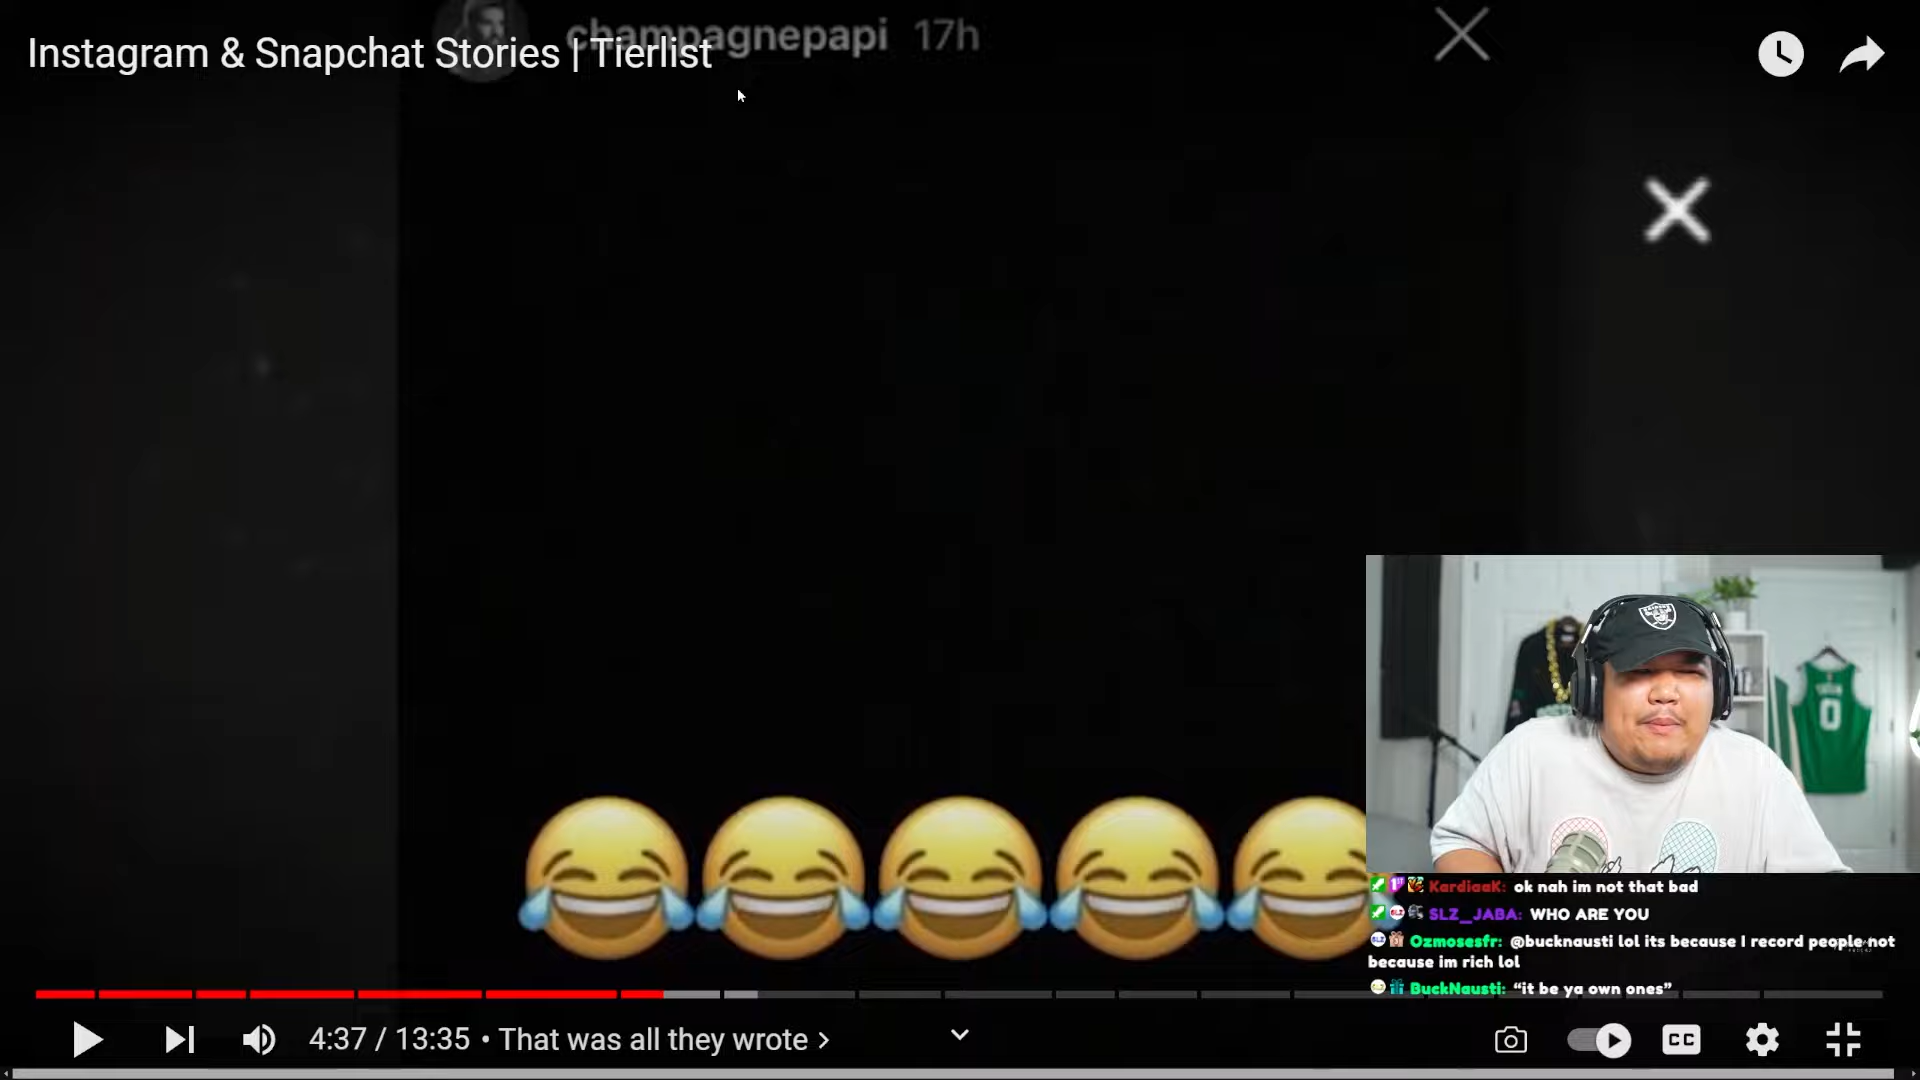 champagnepapi 17h
Instagram & Snapchat Stories | Tierlist
0
KardiaaK: ok nah im not that bad
SLZ_JABA: WHO ARE YOU
Ozmosesfr: @bucknausti lol its because I record people not
because im rich lol
BuckNausti: “it be ya own ones”
4:37 / 13:35 • That was all they wrote >
CC